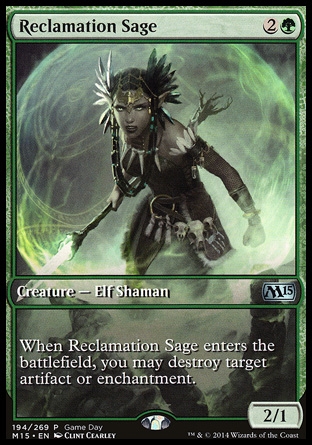 Reclamation Sage 2
Creature — Elf Shaman M15
When Reclamation Sage enters the
battlefield, you may destroy target
artifact or enchantment.
2/1
194/269 P Game Day
M15 • EN Clint Cearley ™ & © 2014 Wizards of the Coast